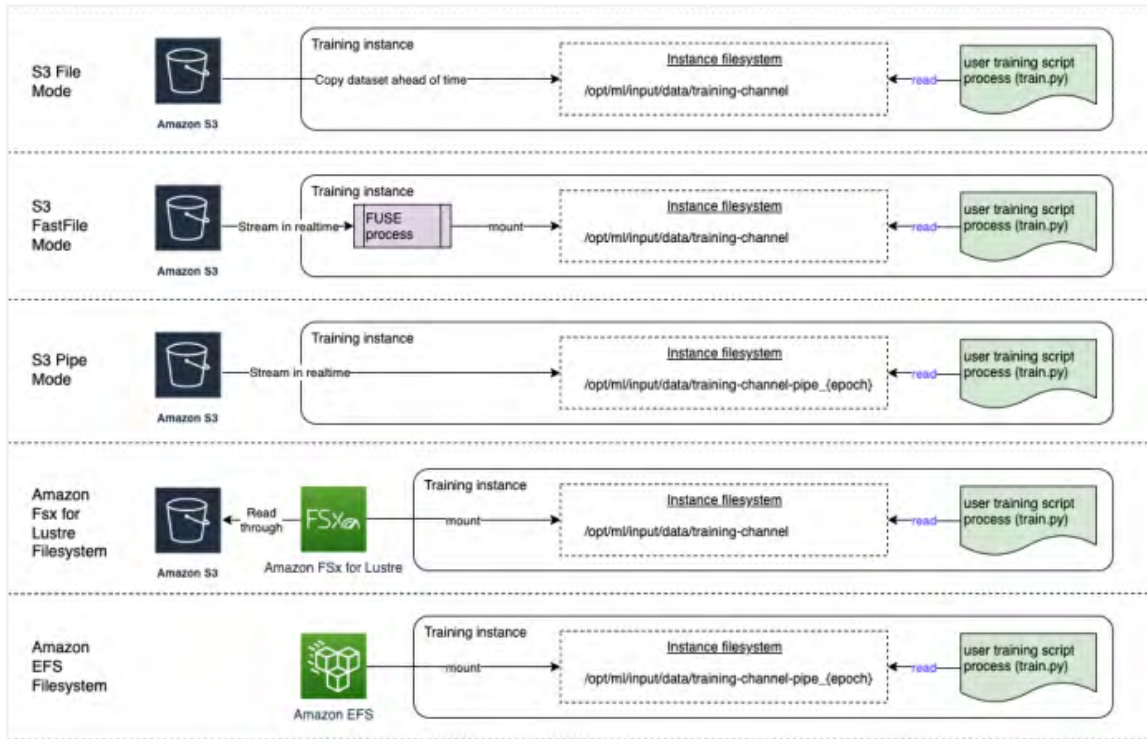 S3 File
Mode
Amazon S3
Training instance
Copy dataset ahead of time
Instance filesystem
/opt/ml/input/data/training-channel
read
user training script
process (train.py)
S3
FastFile
Mode
Amazon S3
Stream in realtime
Training instance
FUSE
process
mount
Instance filesystem
/opt/ml/input/data/training-channel
read
user training script
process (train.py)
S3 Pipe
Mode
Amazon S3
Stream in realtime
Training instance
Instance filesystem
/opt/ml/input/data/training-channel-pipe_{epoch}
read
user training script
process (train.py)
Amazon
Fsx for
Lustre
Filesystem
Amazon S3
Read
through
FSx
Amazon FSx for Lustre
Training instance
mount
Instance filesystem
/opt/ml/input/data/training-channel
read
user training script
process (train.py)
Amazon
EFS
Filesystem
Amazon EFS
Training instance
mount
Instance filesystem
/opt/ml/input/data/training-channel-pipe_{epoch}
read
user training script
process (train.py)